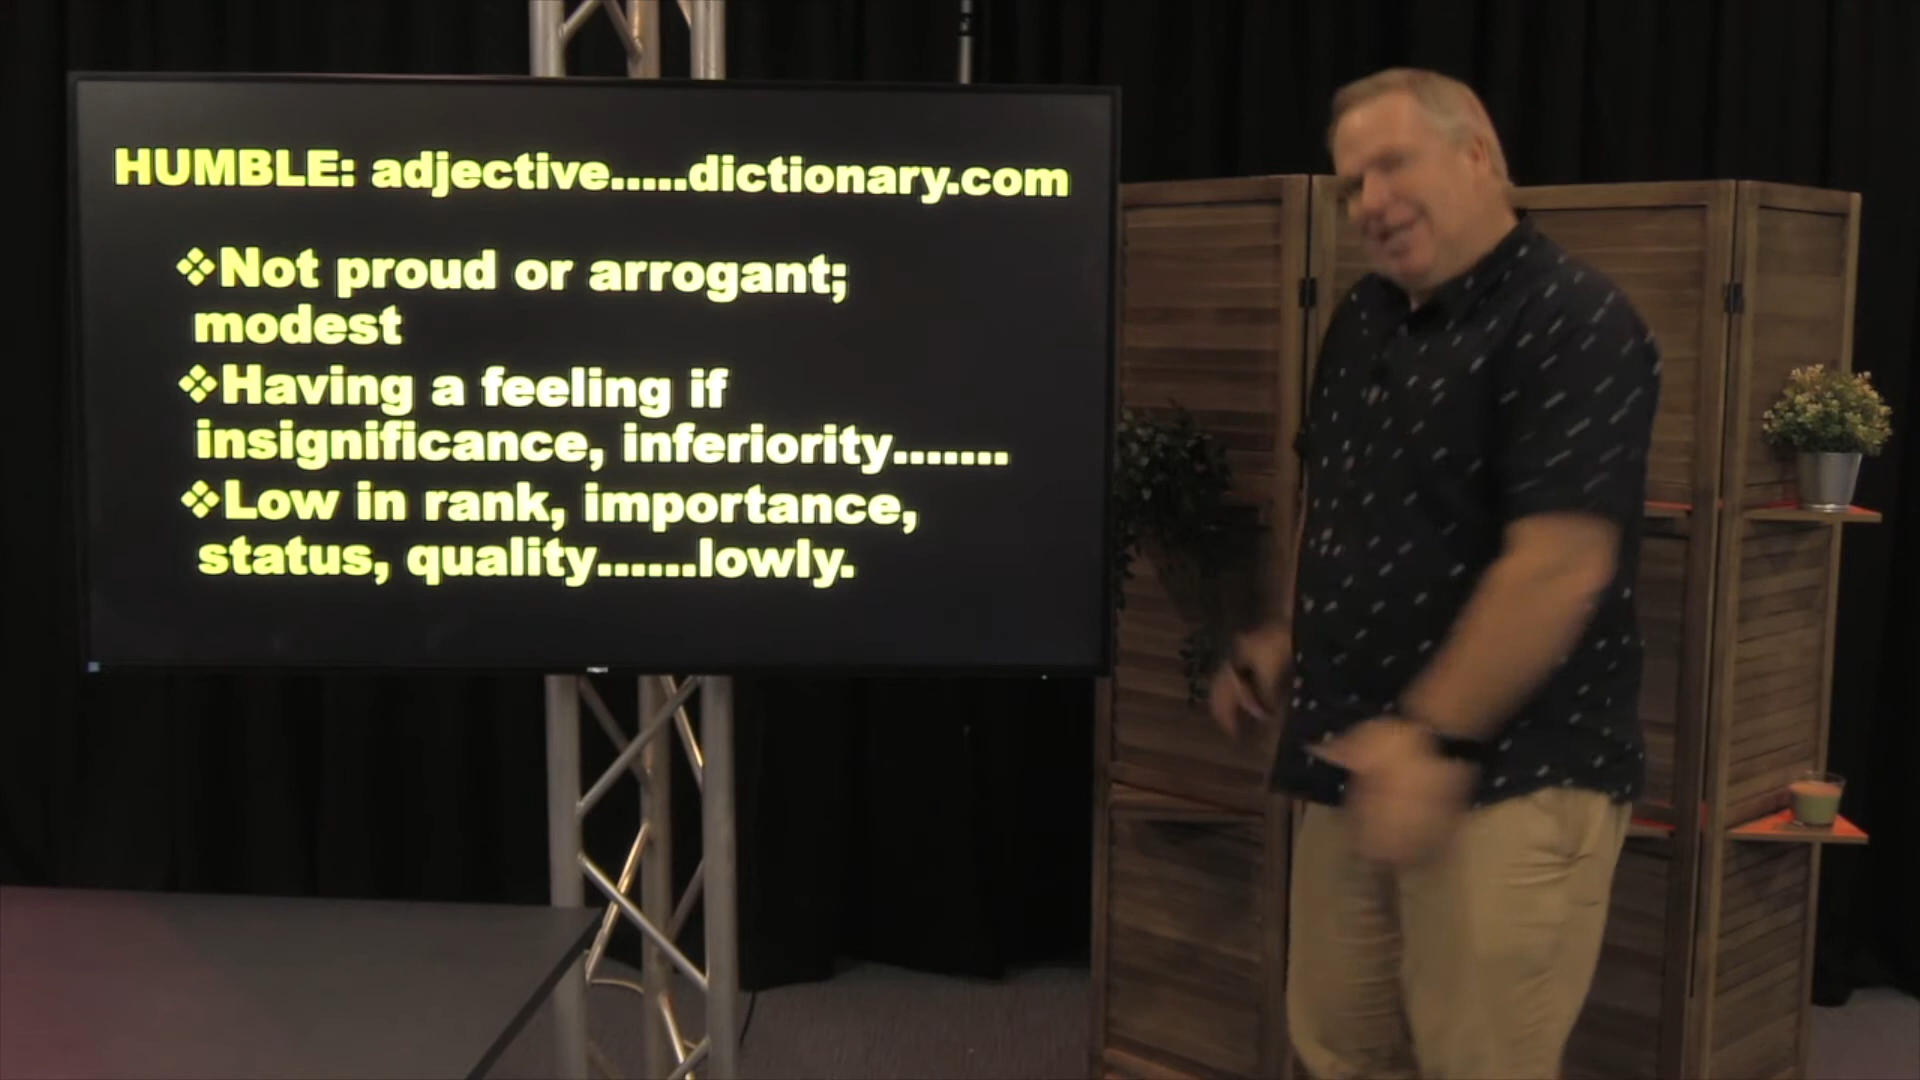 HUMBLE: adjective.....dictionary.com
❖Not proud or arrogant;
modest
❖Having a feeling if
insignificance, inferiority.......
❖Low in rank, importance,
status, quality......lowly.